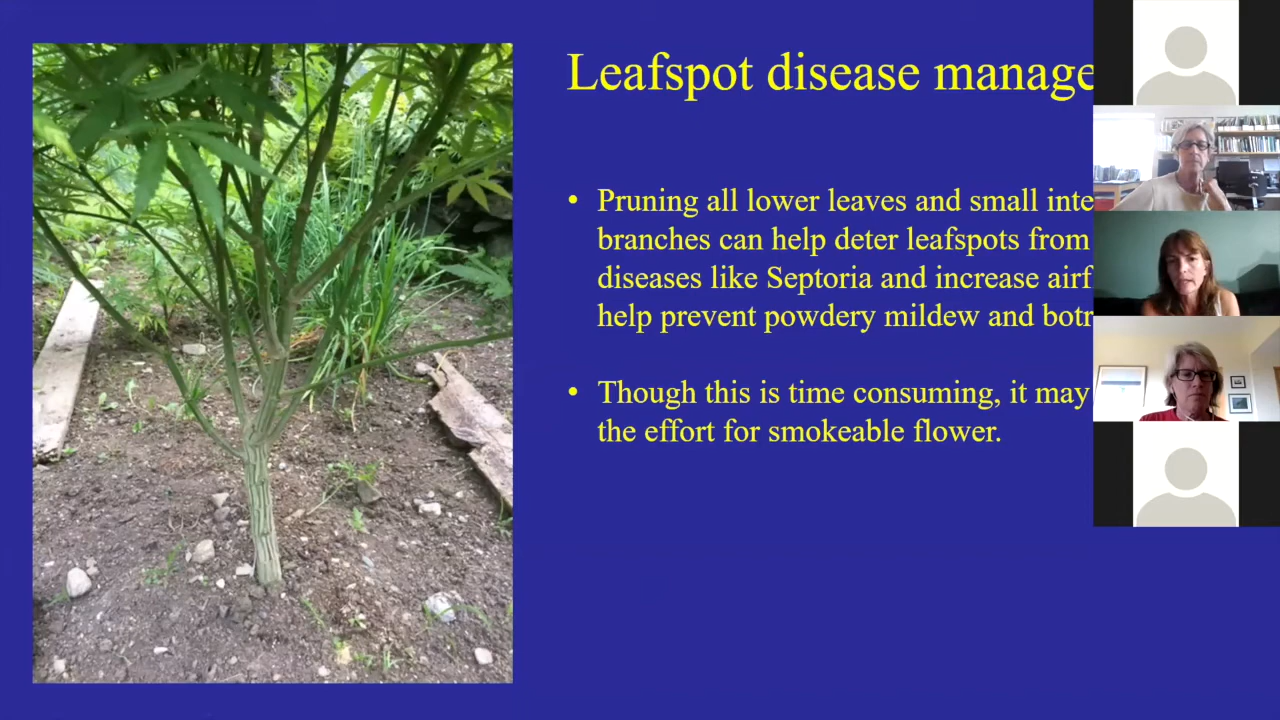 Leafspot disease manage
• Pruning all lower leaves and small inte
branches can help deter leafspots from
diseases like Septoria and increase airf
help prevent powdery mildew and botr
• Though this is time consuming, it may
the effort for smokeable flower.